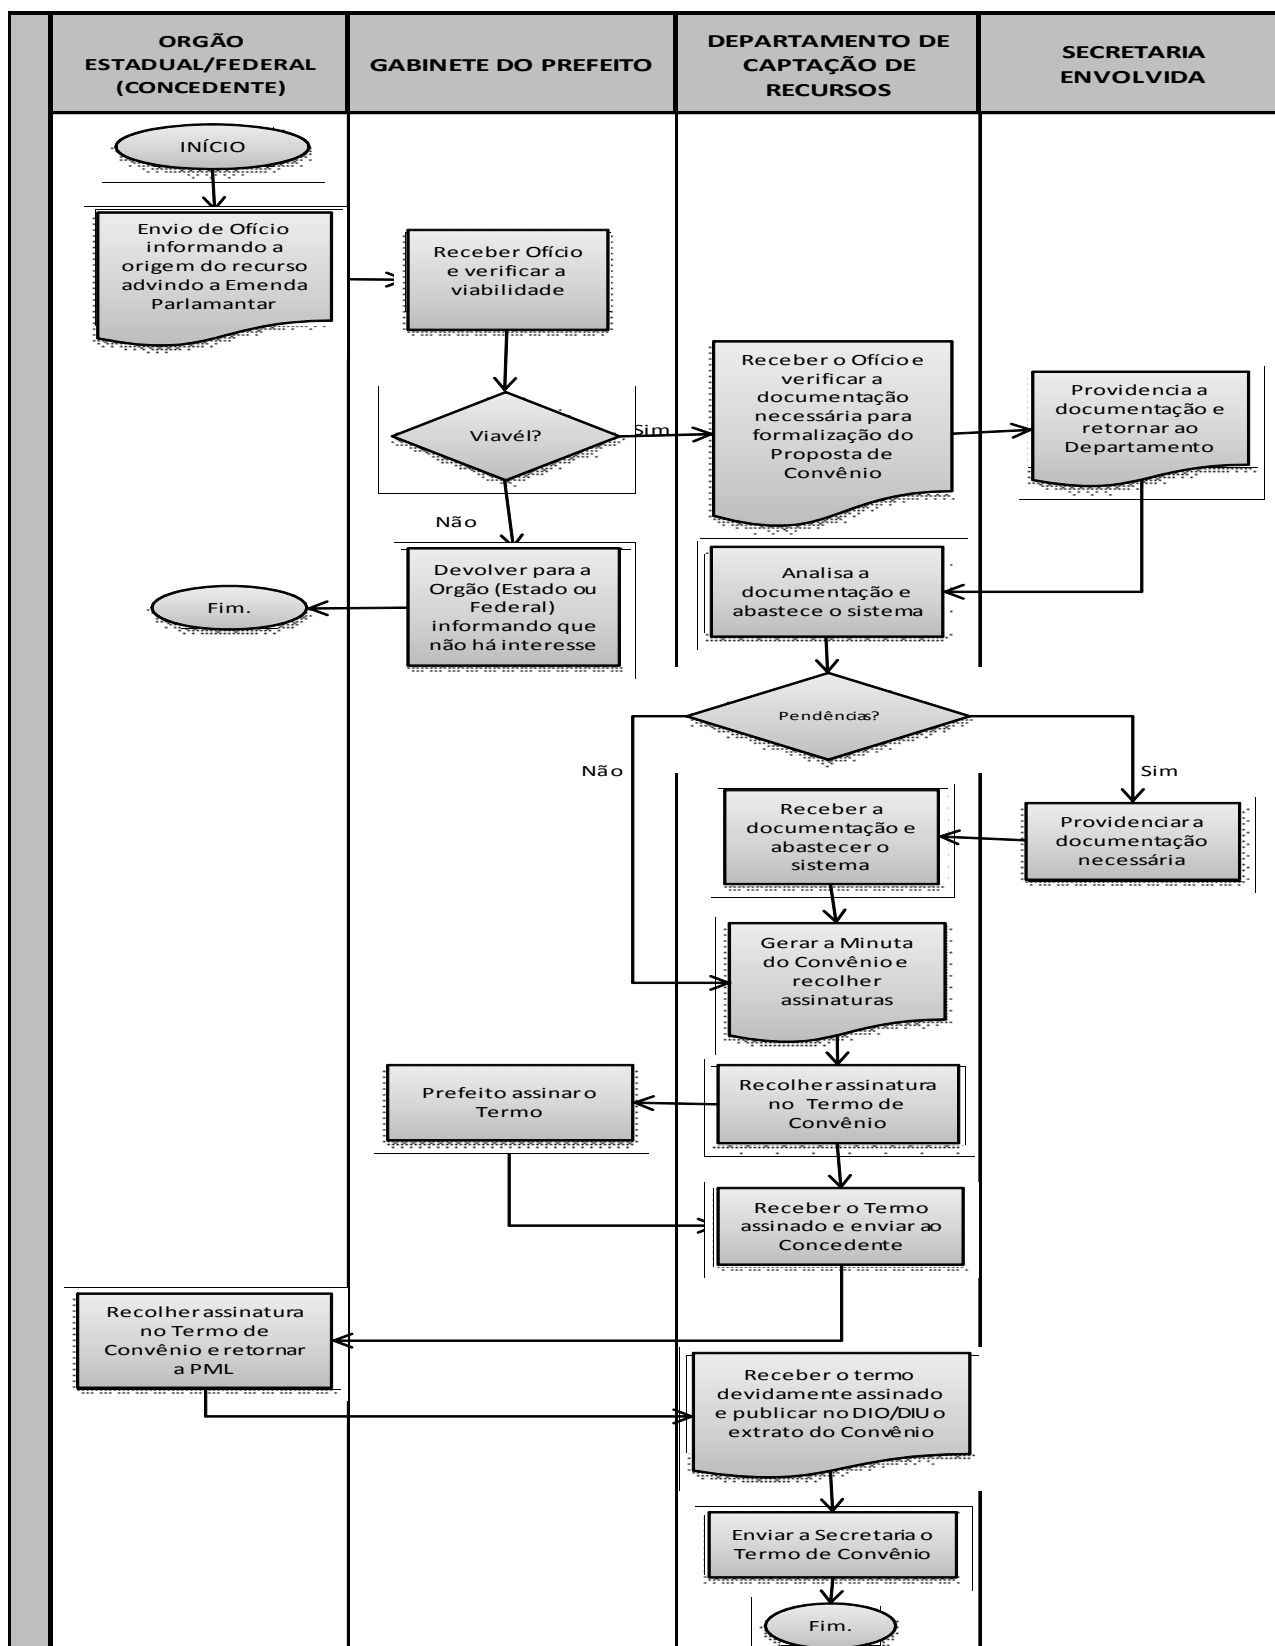 ORGÃO
ESTADUAL/FEDERAL
(CONCEDENTE)
GABINETE DO PREFEITO
DEPARTAMENTO DE
CAPTAÇÃO DE
RECURSOS
SECRETARIA
ENVOLVIDA
INÍCIO
Envio de Ofício
informando a
origem do recurso
advindo a Emenda
Parlamantar
Receber Ofício
e verificar a
viabilidade
Viavél?
Sim
Não
Receber o Ofício e
verificar a
documentação
necessária para
formalização do
Proposta de
Convênio
Providencia a
documentação e
retornar ao
Departamento
Devolver para a
Orgão (Estado ou
Federal)
informando que
não há interesse
Fim.
Analisa a
documentação e
abastece o sistema
Pendências?
Não
Sim
Receber a
documentação e
abastecer o
sistema
Providenciar a
documentação
necessária
Gerar a Minuta
do Convênio e
recolher
assinaturas
Recolher assinatura
no Termo de
Convênio
Prefeito assinar o
Termo
Receber o Termo
assinado e enviar ao
Concedente
Recolher assinatura
no Termo de
Convênio e retornar
a PML
Receber o termo
devidamente assinado
e publicar no DIO/DIU o
extrato do Convênio
Enviar a Secretaria o
Termo de Convênio
Fim.